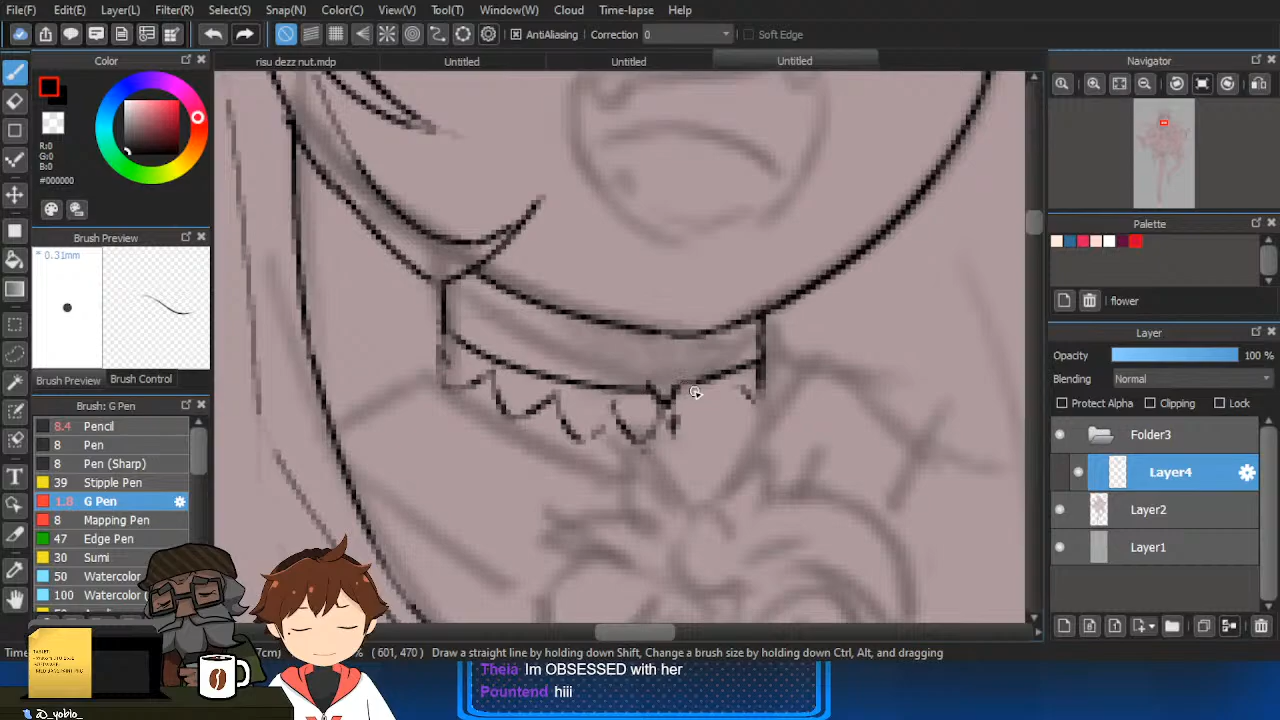 File(F) Edit(E) Layer(L) Filter(R) Select(S) Snap(N) Color(C) View(V) Tool(T) Window(W) Cloud Time-lapse Help
AntiAliasing Correction 0 Soft Edge
Color
risu dezz nut.mdp Untitled Untitled Untitled
Navigator
R:0
G:0
B:0
#000000
Palette
flower
Brush Preview
0.31mm
Brush Preview Brush Control
Layer
Opacity 100 %
Blending Normal
Protect Alpha Clipping Lock
Folder3
Layer4
Layer2
Layer1
Brush: G Pen
8.4 Pencil
8 Pen
8 Pen (Sharp)
39 Stipple Pen
1.8 G Pen
8 Mapping Pen
47 Edge Pen
30 Sumi
50 Watercolor
100 Watercolor
(601, 470) Draw a straight line by holding down Shift, Change a brush size by holding down Ctrl, Alt, and dragging
Theia Im OBSESSED with her
Pountend hiii